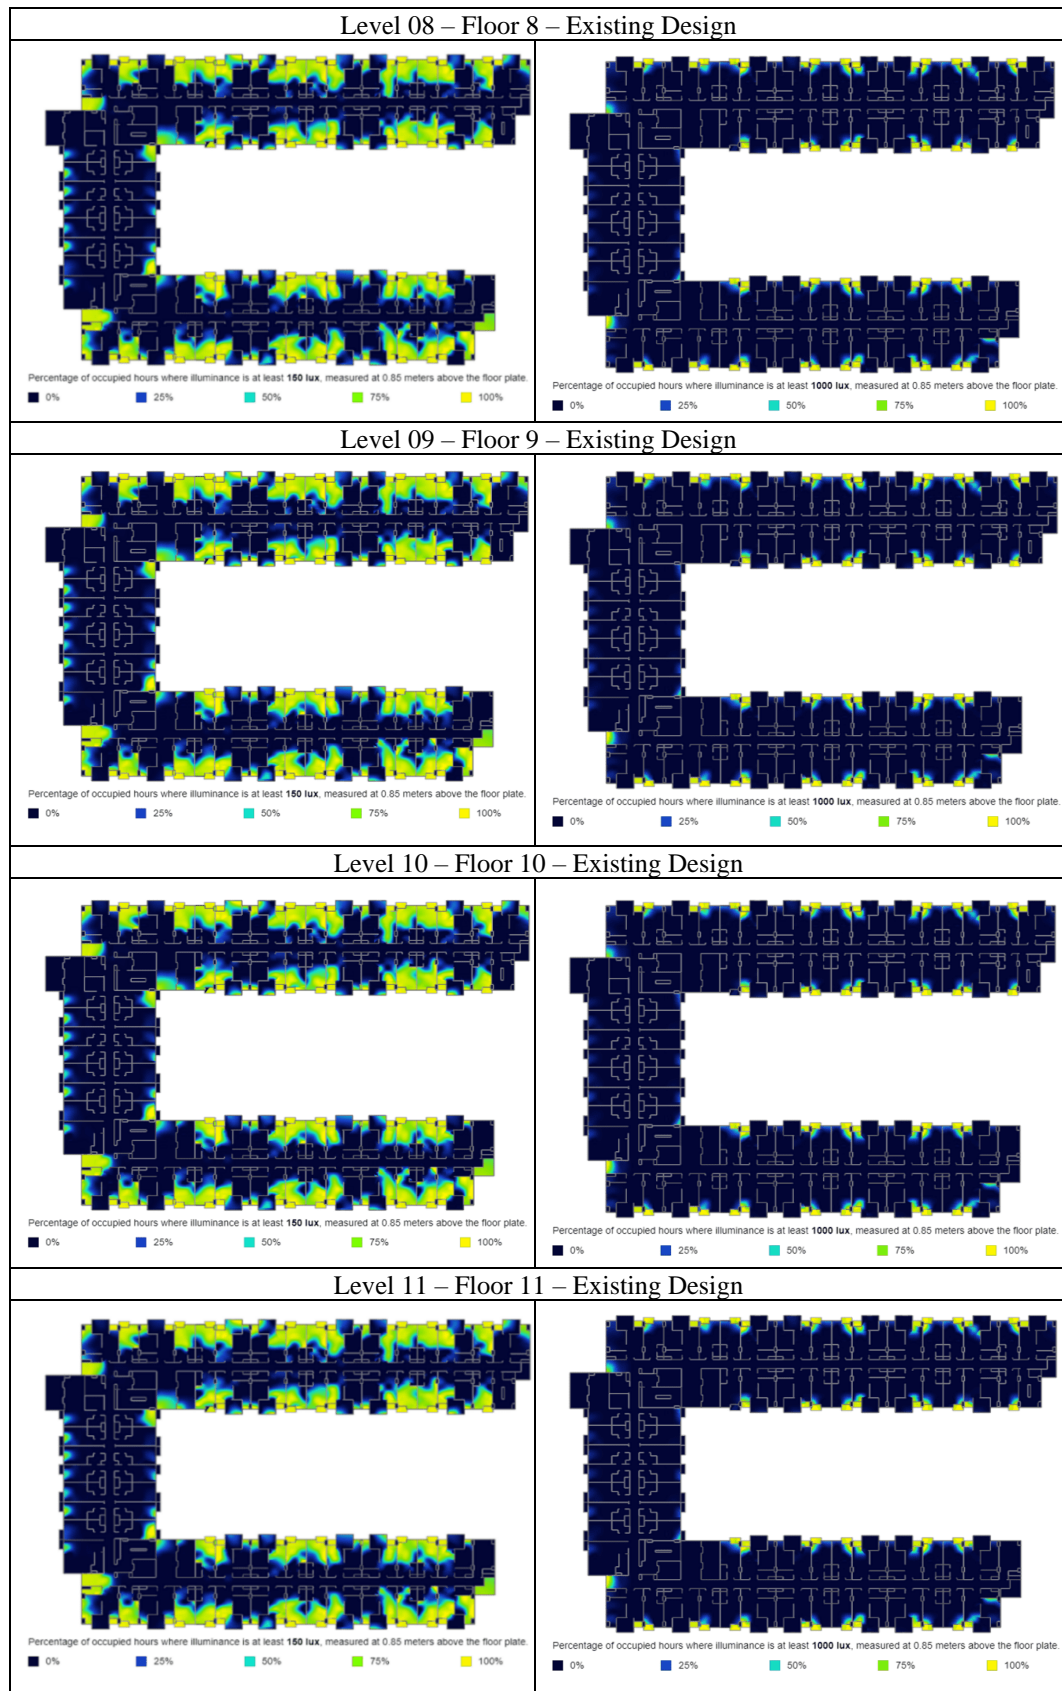 Level 08 – Floor 8 – Existing Design
Percentage of occupied hours where illuminance is at least 150 lux, measured at 0.85 meters above the floor plate.
0% 25% 50% 75% 100%
Percentage of occupied hours where illuminance is at least 1000 lux, measured at 0.85 meters above the floor plate.
0% 25% 50% 75% 100%
Level 09 – Floor 9 – Existing Design
Percentage of occupied hours where illuminance is at least 150 lux, measured at 0.85 meters above the floor plate.
0% 25% 50% 75% 100%
Percentage of occupied hours where illuminance is at least 1000 lux, measured at 0.85 meters above the floor plate.
0% 25% 50% 75% 100%
Level 10 – Floor 10 – Existing Design
Percentage of occupied hours where illuminance is at least 150 lux, measured at 0.85 meters above the floor plate.
0% 25% 50% 75% 100%
Percentage of occupied hours where illuminance is at least 1000 lux, measured at 0.85 meters above the floor plate.
0% 25% 50% 75% 100%
Level 11 – Floor 11 – Existing Design
Percentage of occupied hours where illuminance is at least 150 lux, measured at 0.85 meters above the floor plate.
0% 25% 50% 75% 100%
Percentage of occupied hours where illuminance is at least 1000 lux, measured at 0.85 meters above the floor plate.
0% 25% 50% 75% 100%